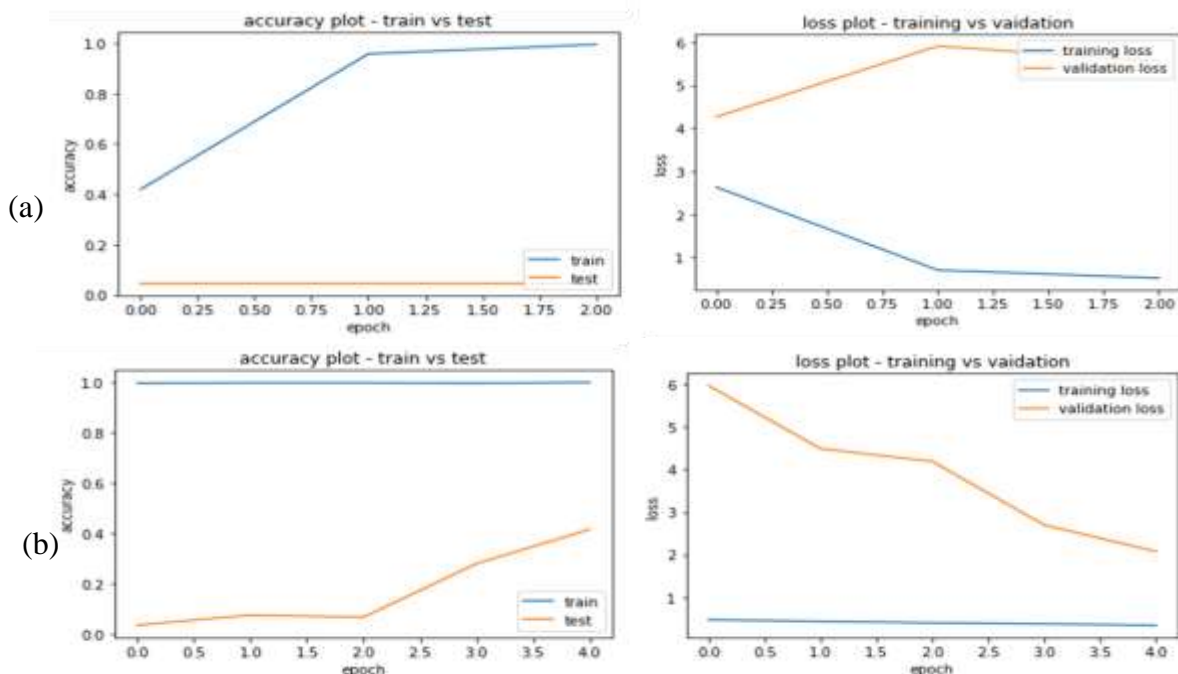 accuracy plot - train vs test
1.0
0.8
0.6
0.4
0.2
0.0
accuracy
train
test
0.00 0.25 0.50 0.75 1.00 1.25 1.50 1.75 2.00
epoch
loss plot - training vs vaidation
6
5
4
3
2
1
loss
training loss
validation loss
0.00 0.25 0.50 0.75 1.00 1.25 1.50 1.75 2.00
epoch
(a)
accuracy plot - train vs test
1.0
0.8
0.6
0.4
0.2
0.0
accuracy
train
test
0.0 0.5 1.0 1.5 2.0 2.5 3.0 3.5 4.0
epoch
loss plot - training vs vaidation
6
5
4
3
2
1
loss
training loss
validation loss
0.0 0.5 1.0 1.5 2.0 2.5 3.0 3.5 4.0
epoch
(b)